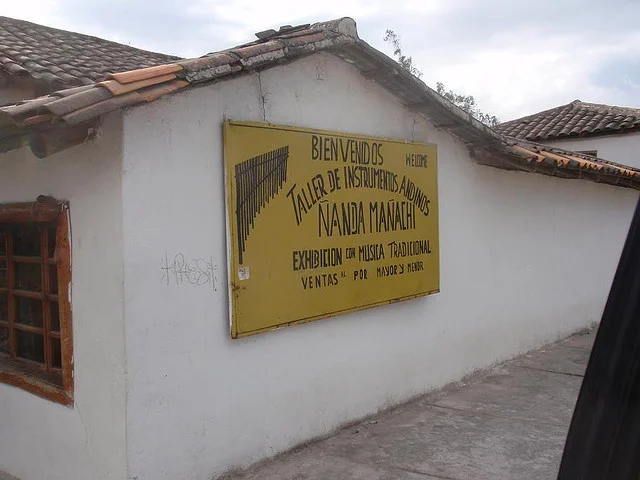 BIENVENIDOS WELCOME
TALLER DE INSTRUMENTOS ANDINOS
ÑANDA MAÑACHI
EXHIBICION CON MUSICA TRADICIONAL
VENTAS AL POR MAYOR Y MENOR